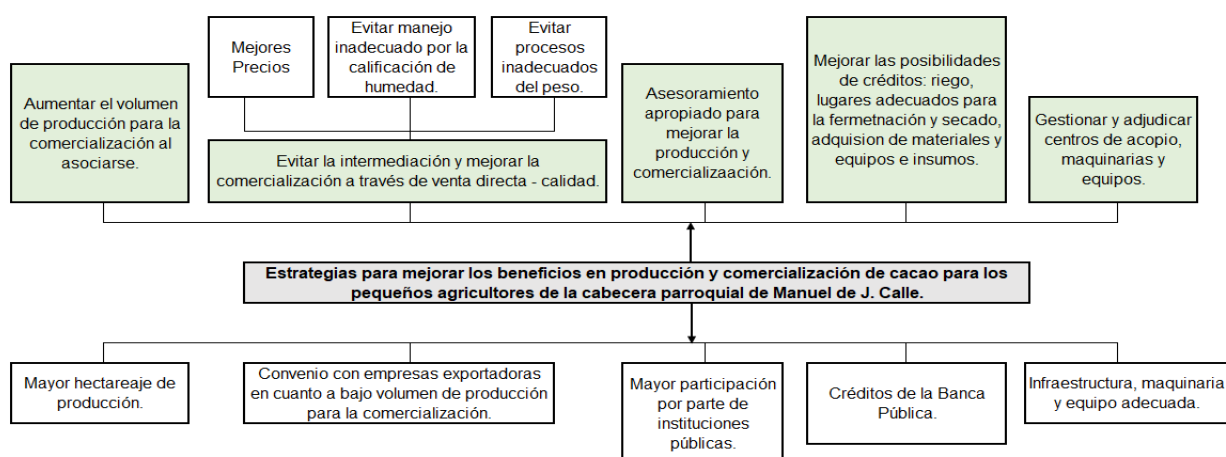 Mejores
Precios
Evitar manejo
inadecuado por la
calificación de
humedad.
Evitar
procesos
inadecuados
del peso.
Aumentar el volumen
de producción para la
comercialización al
asociarse.
Evitar la intermediación y mejorar la
comercialización a través de venta directa - calidad.
Asesoramiento
apropiado para
mejorar la
producción y
comercializaación.
Mejorar las posibilidades
de créditos: riego,
lugares adecuados para
la fermetnación y secado,
adquision de materiales y
equipos e insumos.
Gestionar y adjudicar
centros de acopio,
maquinarias y
equipos.
Estrategias para mejorar los beneficios en producción y comercialización de cacao para los
pequeños agricultores de la cabecera parroquial de Manuel de J. Calle.
Mayor hectareaje de
producción.
Convenio con empresas exportadoras
en cuanto a bajo volumen de producción
para la comercialización.
Mayor participación
por parte de
instituciones
públicas.
Créditos de la Banca
Pública.
Infraestructura, maquinaria
y equipo adecuada.